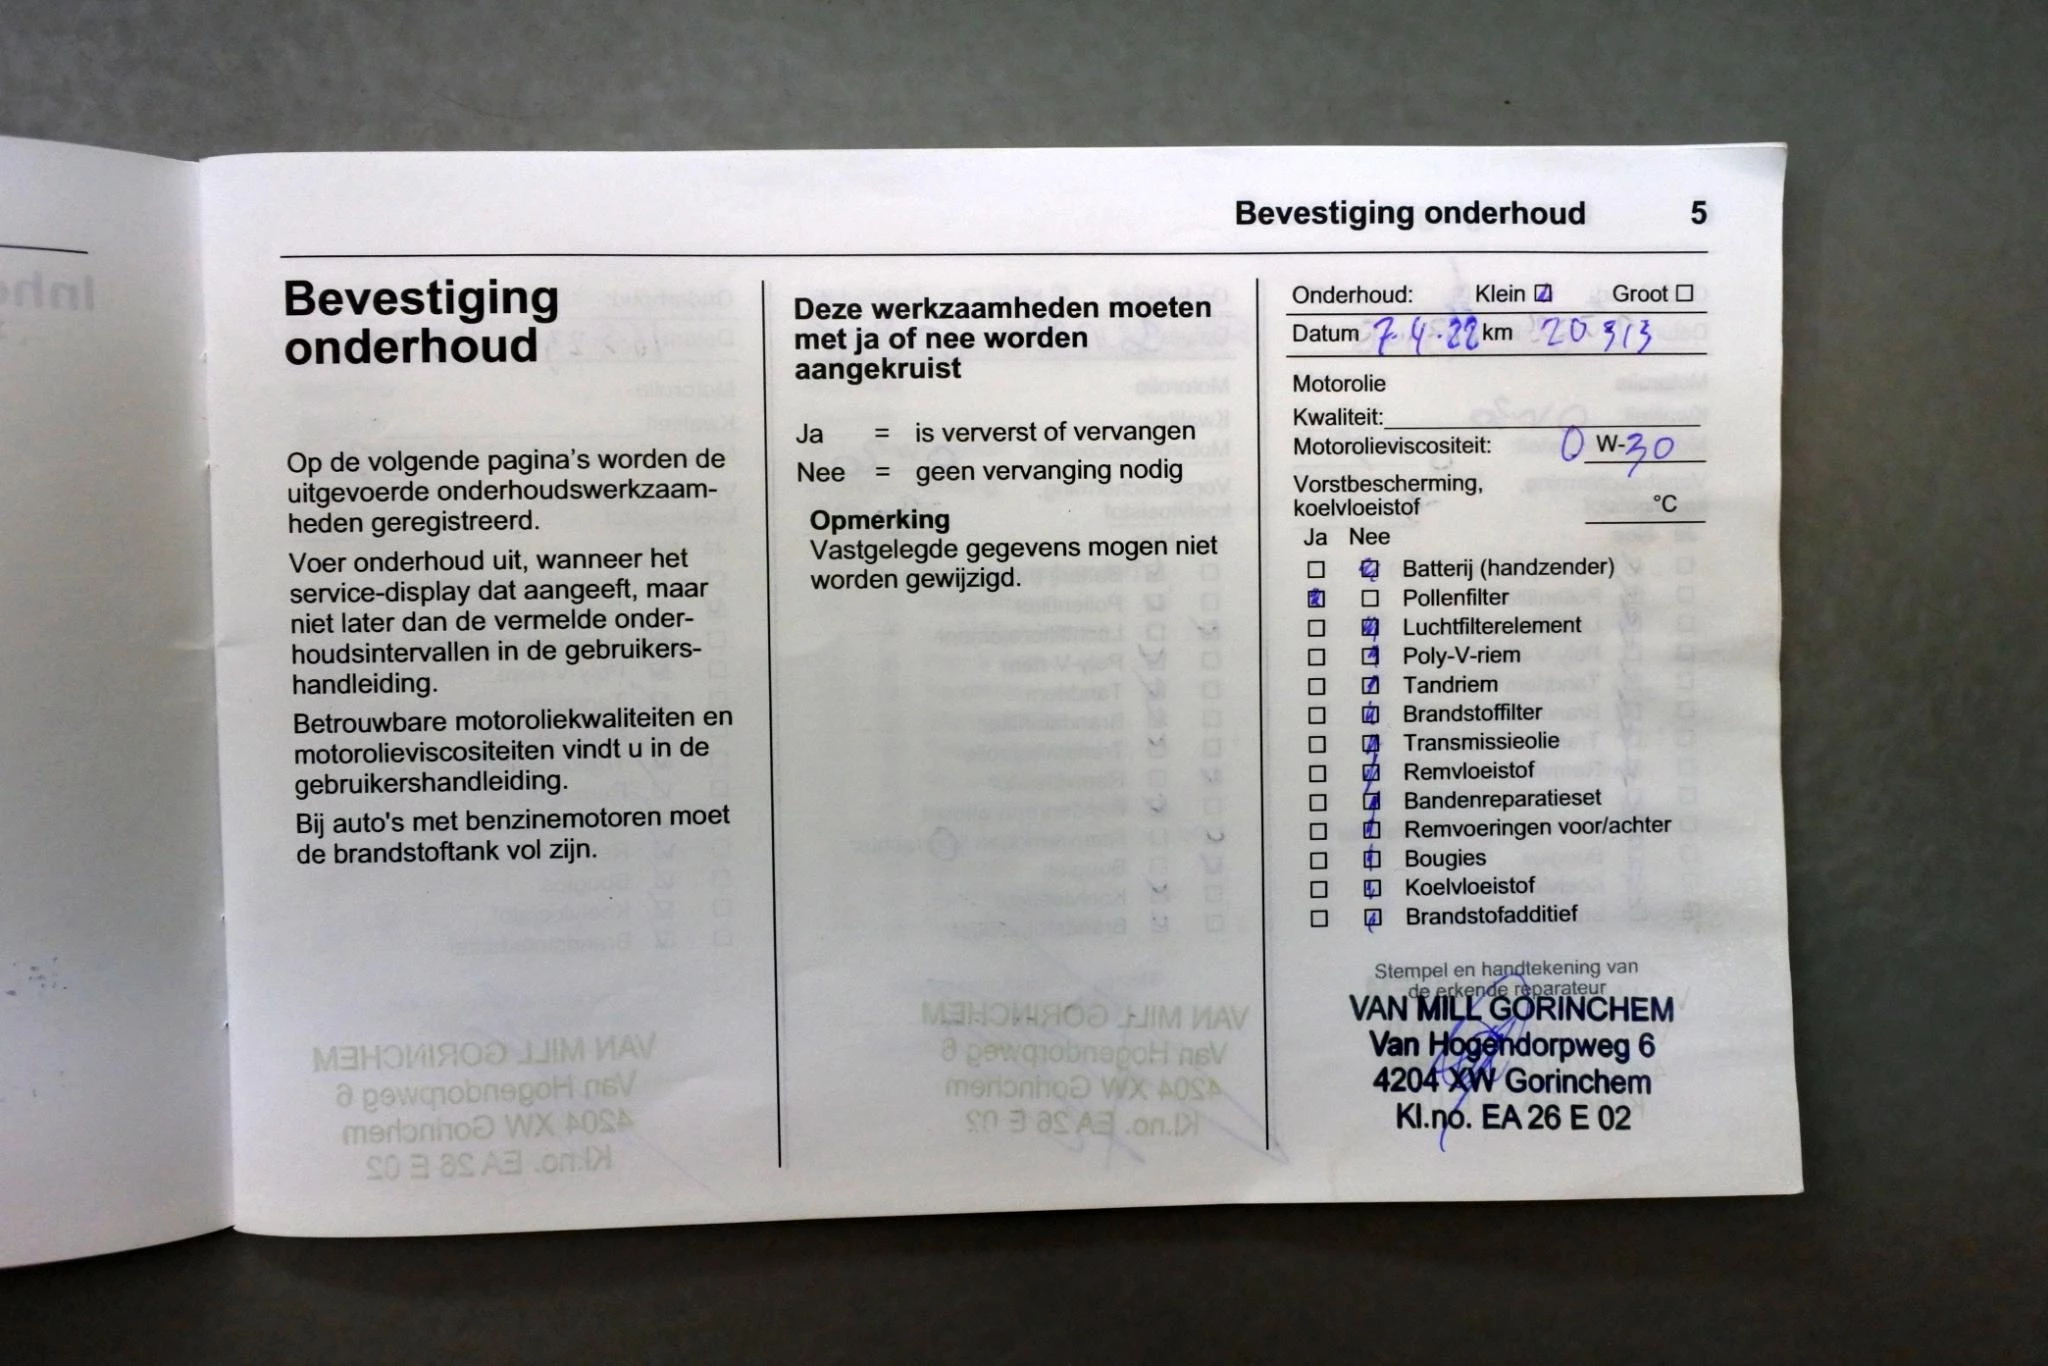 Bevestiging onderhoud 5
Bevestiging
onderhoud
Op de volgende pagina's worden de
uitgevoerde onderhoudswerkzaam-
heden geregistreerd.
Voer onderhoud uit, wanneer het
service-display dat aangeeft, maar
niet later dan de vermelde onder-
houdsintervallen in de gebruikers-
handleiding.
Betrouwbare motoroliekwaliteiten en
motorolieviscositeiten vindt u in de
gebruikershandleiding.
Bij auto's met benzinemotoren moet
de brandstoftank vol zijn.
Deze werkzaamheden moeten
met ja of nee worden
aangekruist
Ja = is ververst of vervangen
Nee = geen vervanging nodig
Opmerking
Vastgelegde gegevens mogen niet
worden gewijzigd.
Onderhoud: Klein Groot
Datum 7.4.22 km 20313
Motorolie
Kwaliteit:
Motorolieviscositeit: 0 W-30
Vorstbescherming,
koelvloeistof °C
Ja Nee
Batterij (handzender)
Pollenfilter
Luchtfilterelement
Poly-V-riem
Tandriem
Brandstoffilter
Transmissieolie
Remvloeistof
Bandenreparatieset
Remvoeringen voor/achter
Bougies
Koelvloeistof
Brandstofadditief
Stempel en handtekening van
de erkende reparateur
VAN MILL GORINCHEM
Van Hogendorpweg 6
4204 XW Gorinchem
Kl.no. EA 26 E 02